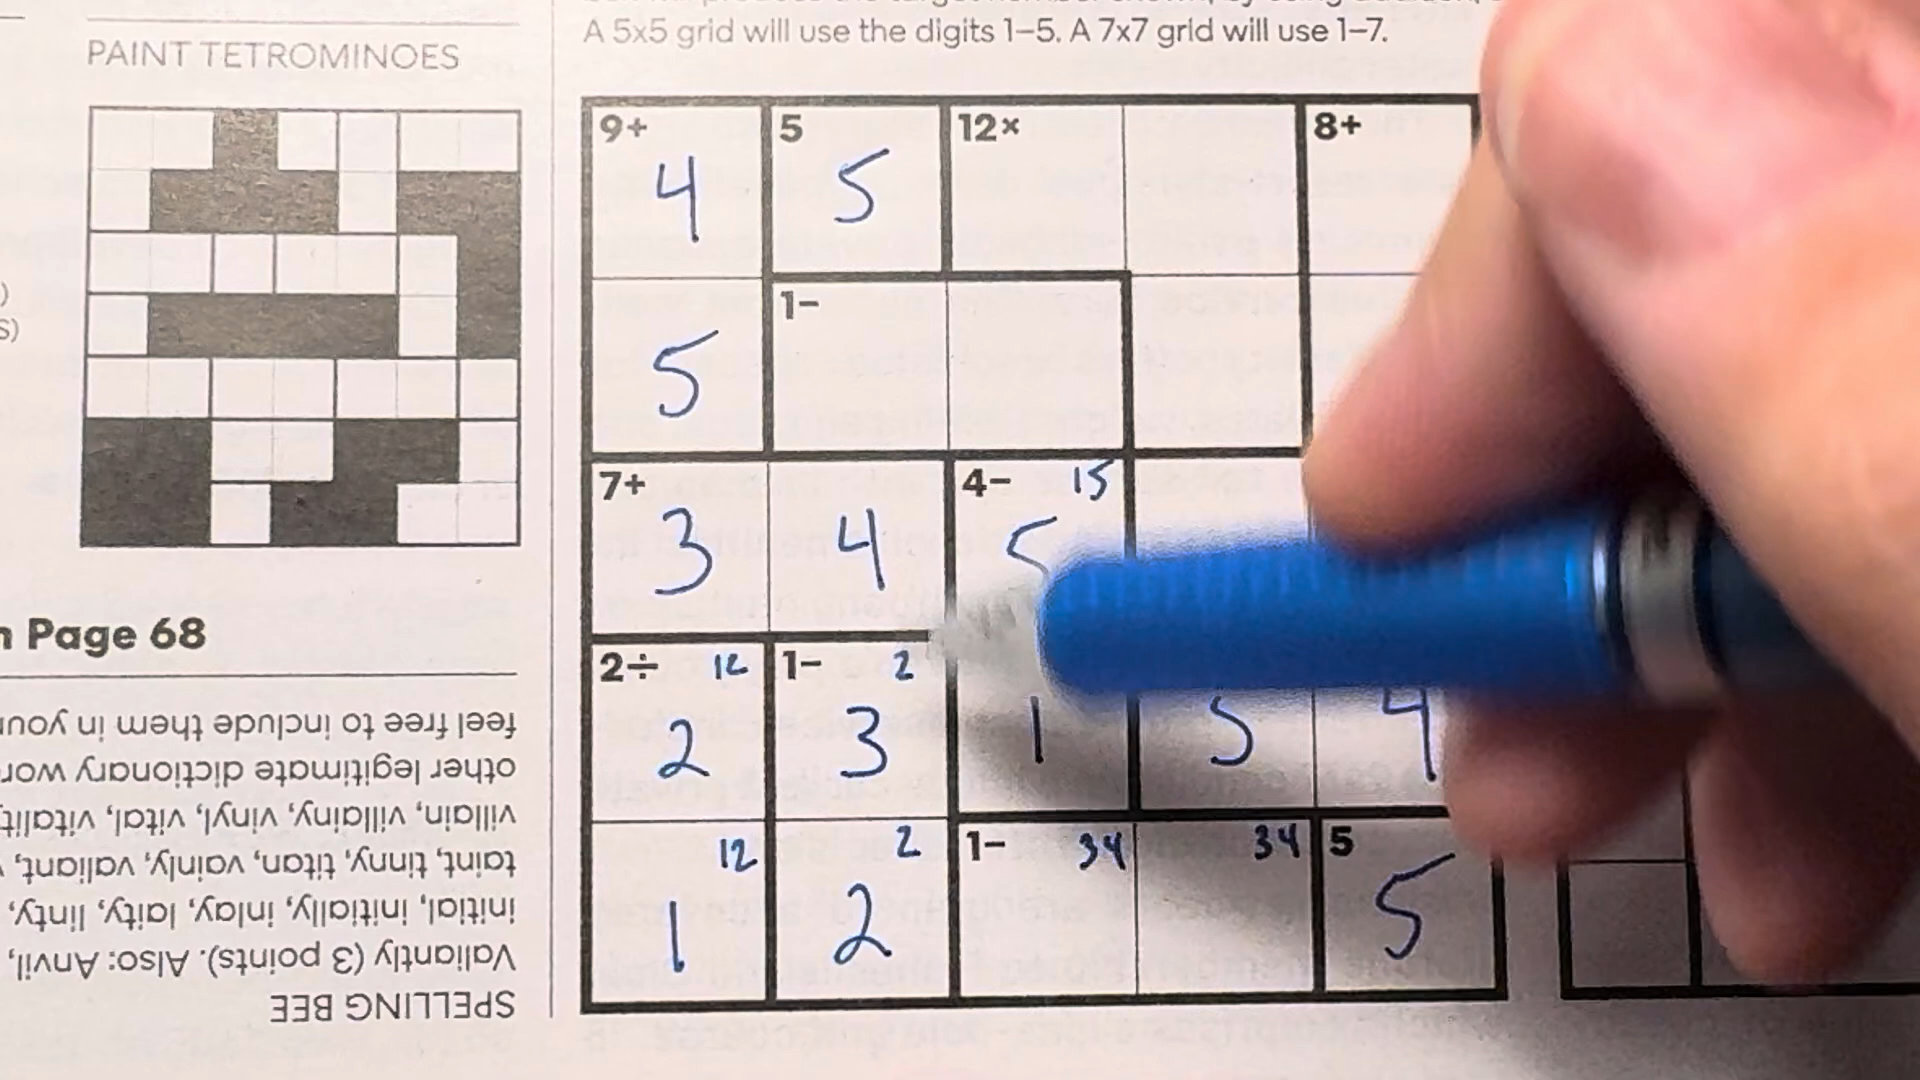 A 5x5 grid will use the digits 1–5. A 7x7 grid will use 1–7.
PAINT TETROMINOES
9+ 5 12× 8+
4 5
1−
5
7+ 4− 15
3 4 5
Page 68
2÷ 12 1− 2
2 3 1 5 4
12 2 1− 34 34 5
1 2 5
feel free to include them in your
other legitimate dictionary
villain, villainy, vinyl, vital,
taint, tinny, titan, vainly, valiant,
initial, initially, inlay, laity, linty,
Valiantly (3 points). Also: Anvil,
SPELLING BEE